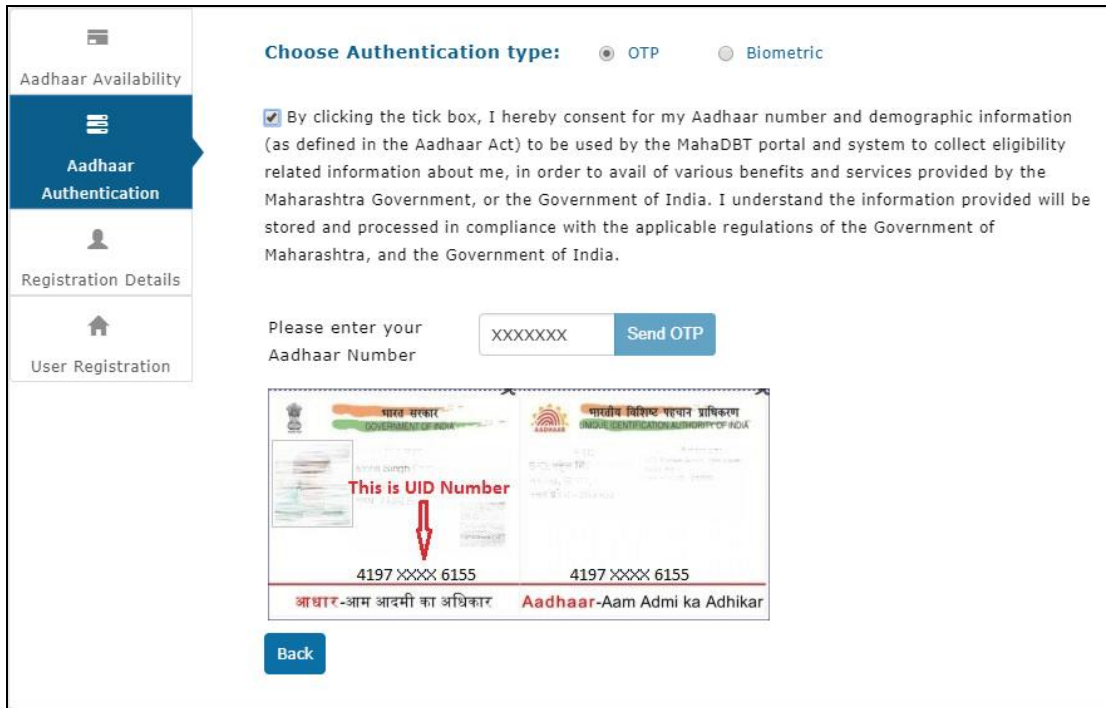 Aadhaar Availability
Aadhaar
Authentication
Registration Details
User Registration
Choose Authentication type: OTP Biometric
By clicking the tick box, I hereby consent for my Aadhaar number and demographic information
(as defined in the Aadhaar Act) to be used by the MahaDBT portal and system to collect eligibility
related information about me, in order to avail of various benefits and services provided by the
Maharashtra Government, or the Government of India. I understand the information provided will be
stored and processed in compliance with the applicable regulations of the Government of
Maharashtra, and the Government of India.
Please enter your
Aadhaar Number
XXXXXXX Send OTP
भारत सरकार
GOVERNMENT OF INDIA
भारतीय विशिष्ट पहचान प्राधिकरण
UNIQUE IDENTIFICATION AUTHORITY OF INDIA
AADHAAR
Singh
This is UID Number
4197 XXXX 6155 4197 XXXX 6155
आधार-आम आदमी का अधिकार Aadhaar-Aam Admi ka Adhikar
Back